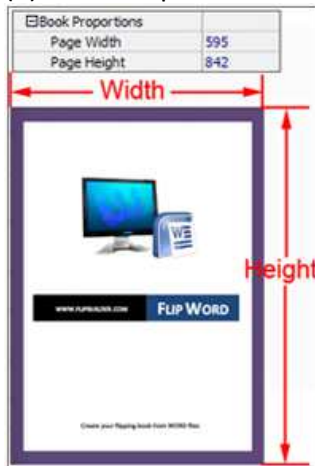 Book Proportions
Page Width 595
Page Height 842
Width
Height
W
WWW.FLIPBUILDER.COM FLIP WORD
Create your flipping book from WORD files